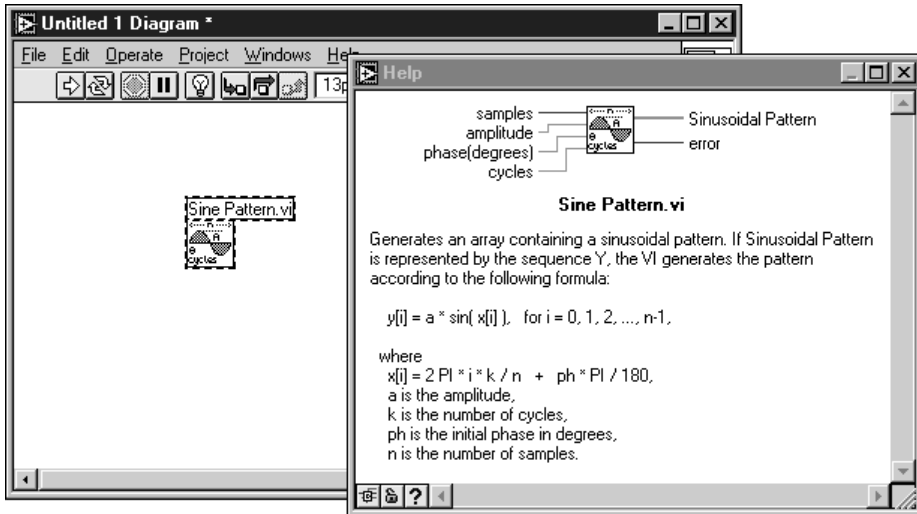 Untitled 1 Diagram *
File Edit Operate Project Windows Help
13p
Sine Pattern.vi
n
A
θ
cycles
Help
samples
amplitude
phase(degrees)
cycles
n
A
θ
cycles
Sinusoidal Pattern
error
Sine Pattern.vi
Generates an array containing a sinusoidal pattern. If Sinusoidal Pattern
is represented by the sequence Y, the VI generates the pattern
according to the following formula:
y[i] = a * sin( x[i] ), for i = 0, 1, 2, ..., n-1,
where
x[i] = 2 PI * i * k / n + ph * PI / 180,
a is the amplitude,
k is the number of cycles,
ph is the initial phase in degrees,
n is the number of samples.
?